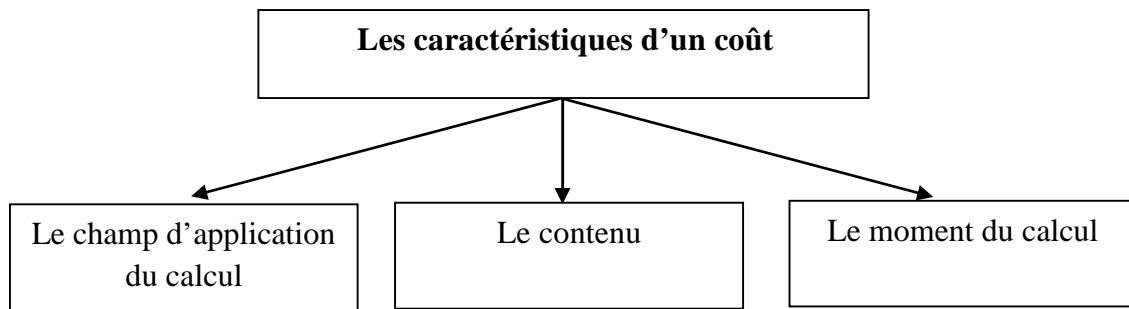 Les caractéristiques d’un coût
Le champ d’application
du calcul
Le contenu
Le moment du calcul